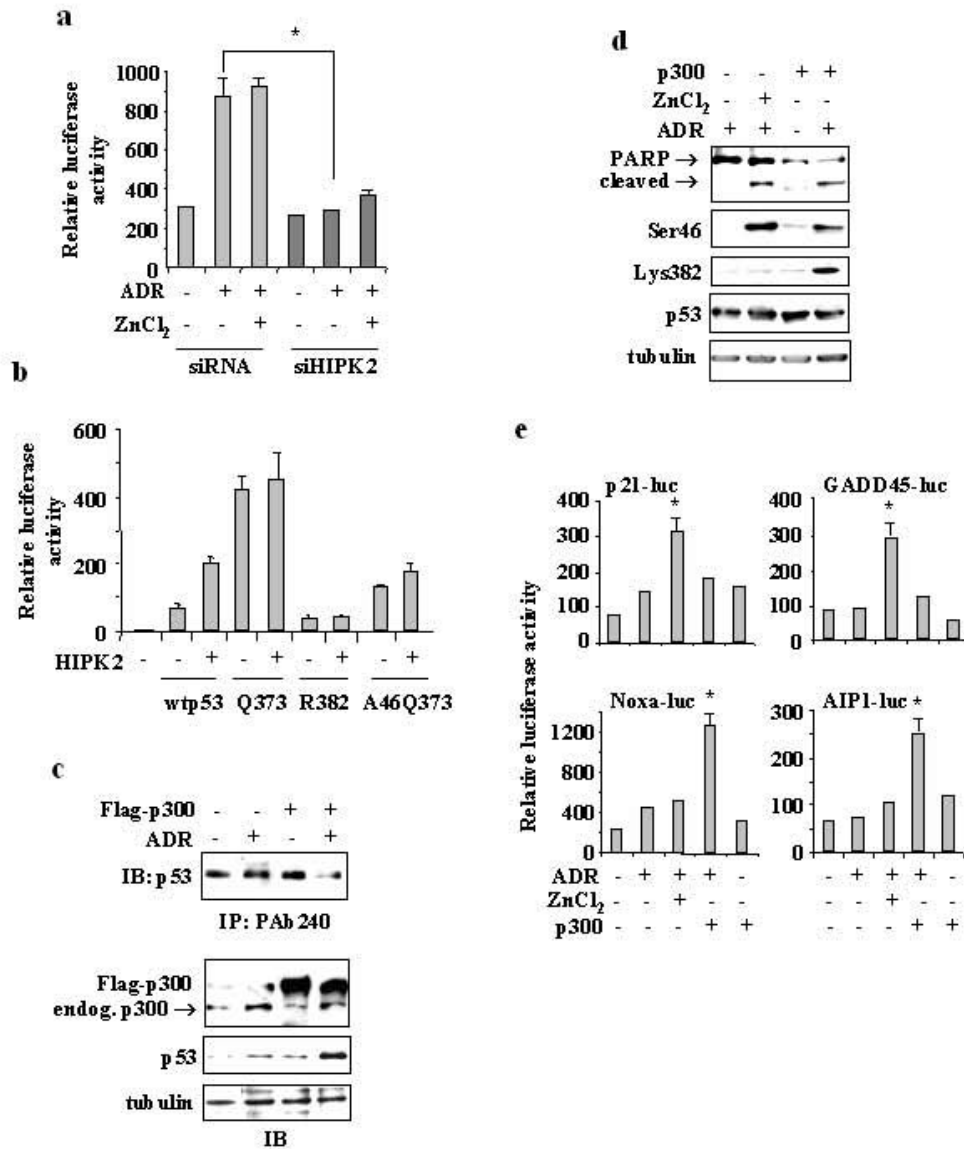 a
*
Relative luciferase
activity
1000
800
600
400
200
0
ADR - + + - + +
ZnCl2 - - + - - +
siRNA siHIPK2
b
Relative luciferase
activity
600
400
200
0
HIPK2 - - + - + - + - +
wtp53 Q373 R382 A46Q373
c
Flag-p300 - - + +
ADR - + - +
IB: p53
IP: PAb240
Flag-p300
endog. p300 →
p53
tubulin
IB
d
p300 - - + +
ZnCl2 - + - -
ADR + + - +
PARP →
cleaved →
Ser46
Lys382
p53
tubulin
e
Relative luciferase activity
p21-luc
400
300
200
100
0
*
GADD45-luc
400
300
200
100
0
*
Noxa-luc
1200
800
400
0
*
AIP1-luc
300
200
100
0
*
ADR - + + + - - + + + -
ZnCl2 - - + - - - - + - -
p300 - - - + + - - - + +